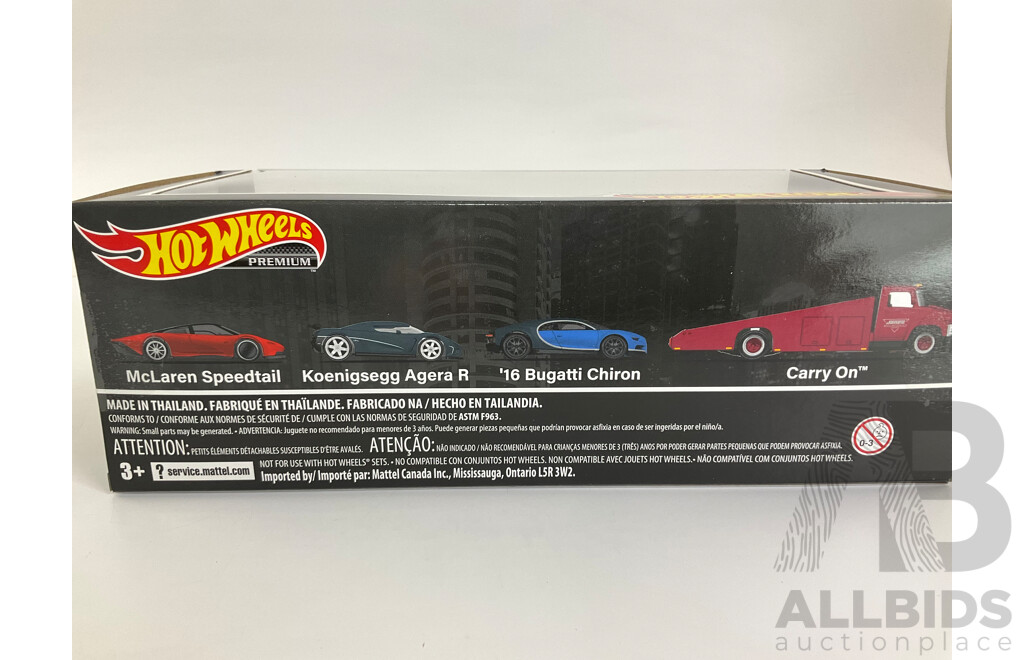 HOT WHEELS
PREMIUM™
McLaren Speedtail Koenigsegg Agera R '16 Bugatti Chiron Carry On™
MADE IN THAILAND. FABRIQUÉ EN THAÏLANDE. FABRICADO NA / HECHO EN TAILANDIA.
CONFORMS TO / CONFORME AUX NORMES DE SÉCURITÉ DE / CUMPLE CON LAS NORMAS DE SEGURIDAD DE ASTM F963.
WARNING: Small parts may be generated. • ADVERTENCIA: Juguete no recomendado para menores de 3 años. Puede generar piezas pequeñas que podrían provocar asfixia en caso de ser ingeridas por el niño/a.
ATTENTION: PETITS ÉLÉMENTS DÉTACHABLES SUSCEPTIBLES D'ÊTRE AVALÉS. ATENÇÃO: NÃO INDICADO / NÃO RECOMENDÁVEL PARA CRIANÇAS MENORES DE 3 (TRÊS) ANOS POR PODER GERAR PARTES PEQUENAS QUE PODEM PROVOCAR ASFIXIA.
0-3
3+ ? service.mattel.com NOT FOR USE WITH HOT WHEELS® SETS. • NO COMPATIBLE CON CONJUNTOS HOT WHEELS. NON COMPATIBLE AVEC JOUETS HOT WHEELS. • NÃO COMPATÍVEL COM CONJUNTOS HOT WHEELS.
Imported by/ Importé par: Mattel Canada Inc., Mississauga, Ontario L5R 3W2.
AB
ALLBIDS
auctionplace